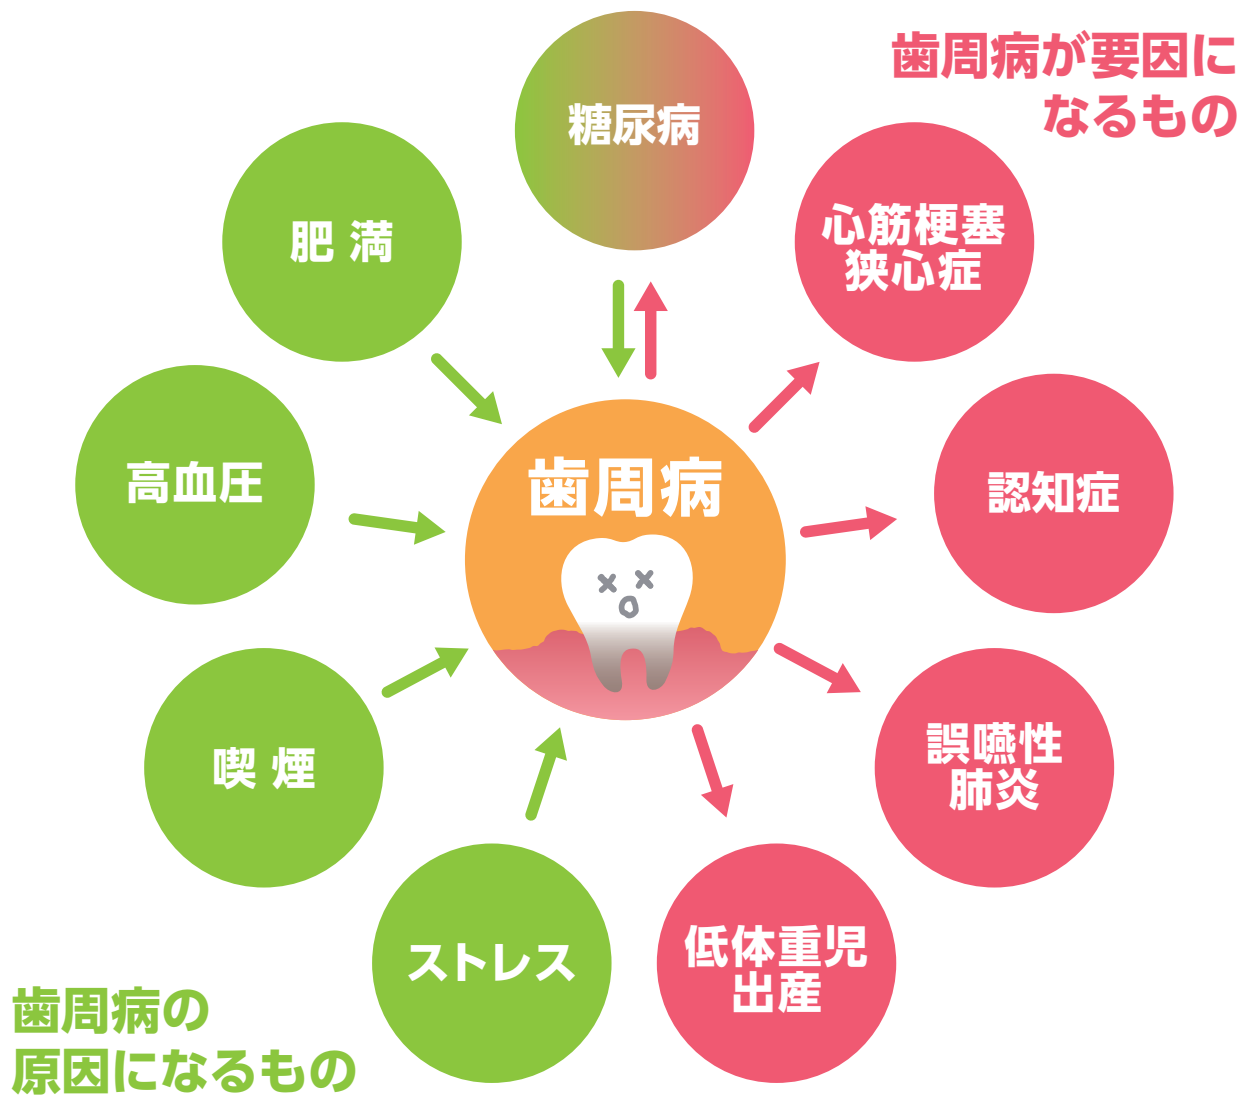 歯周病が要因に
なるもの
糖尿病
肥満
心筋梗塞
狭心症
高血圧
歯周病
認知症
喫煙
誤嚥性
肺炎
ストレス
低体重児
出産
歯周病の
原因になるもの